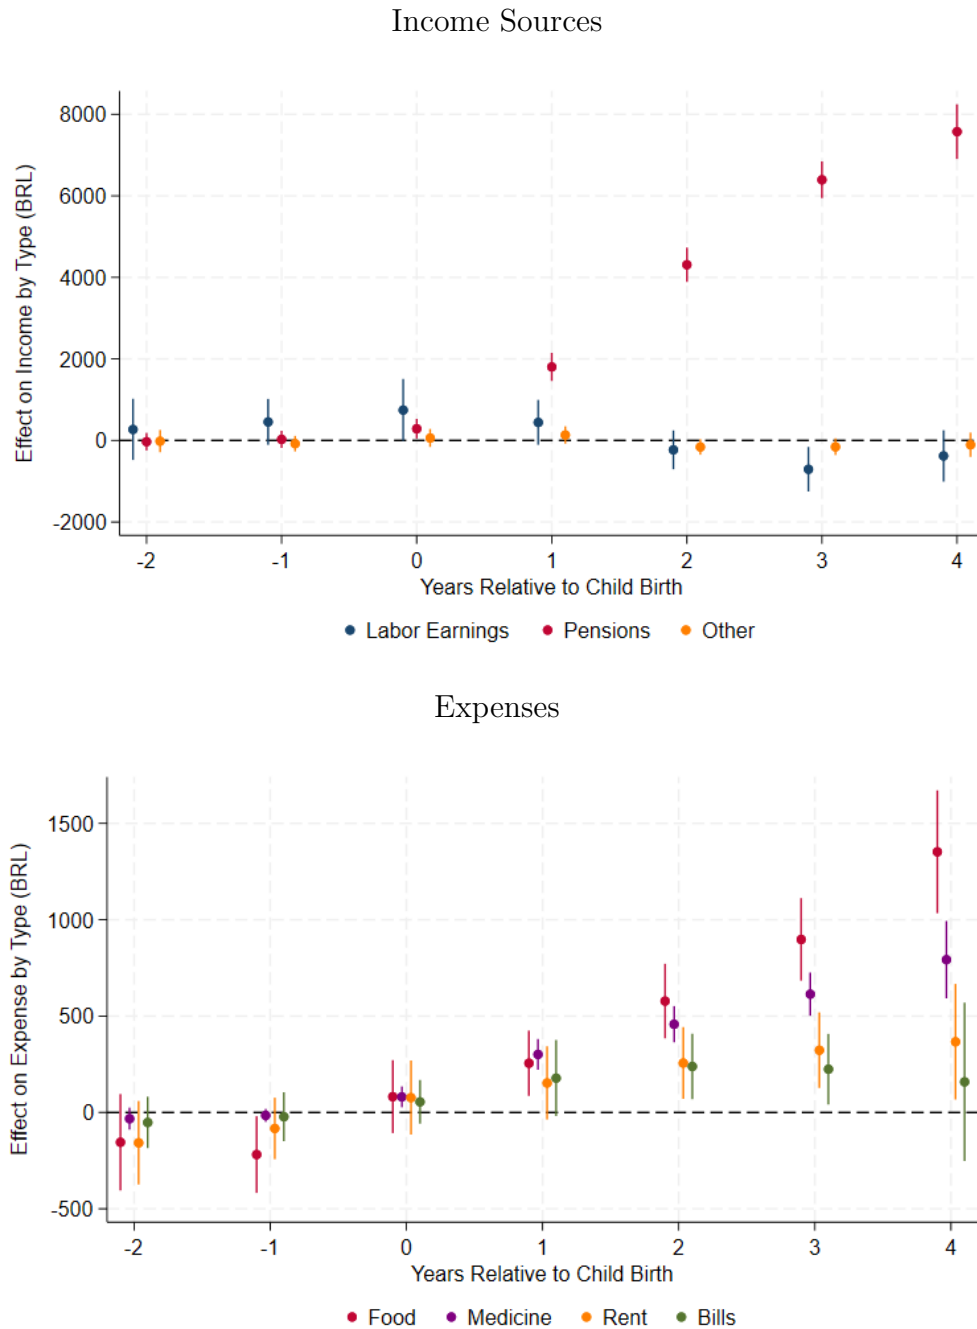 Income Sources
Effect on Income by Type (BRL)
8000
6000
4000
2000
0
-2000
-2
-1
0
1
2
3
4
Years Relative to Child Birth
Labor Earnings
Pensions
Other
Expenses
Effect on Expense by Type (BRL)
1500
1000
500
0
-500
-2
-1
0
1
2
3
4
Years Relative to Child Birth
Food
Medicine
Rent
Bills